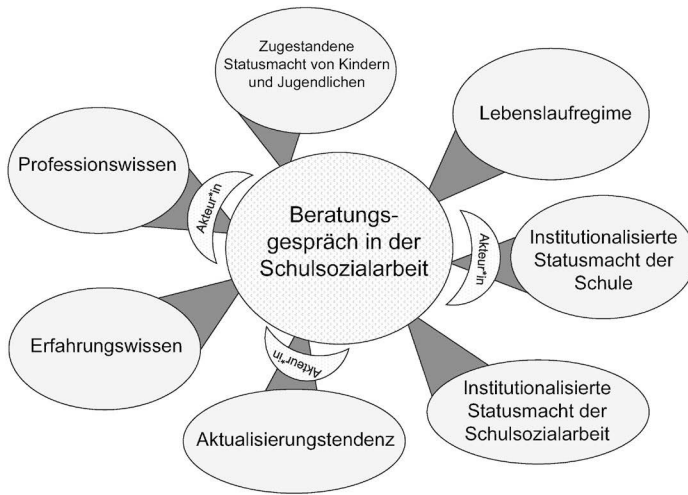 Zugestandene
Statusmacht von Kindern
und Jugendlichen
Lebenslaufregime
Professionswissen
Akteur*in
Beratungs-
gespräch in der
Schulsozialarbeit
Akteur*in
Institutionalisierte
Statusmacht der
Schule
Erfahrungswissen
Akteur*in
Institutionalisierte
Statusmacht der
Schulsozialarbeit
Aktualisierungstendenz